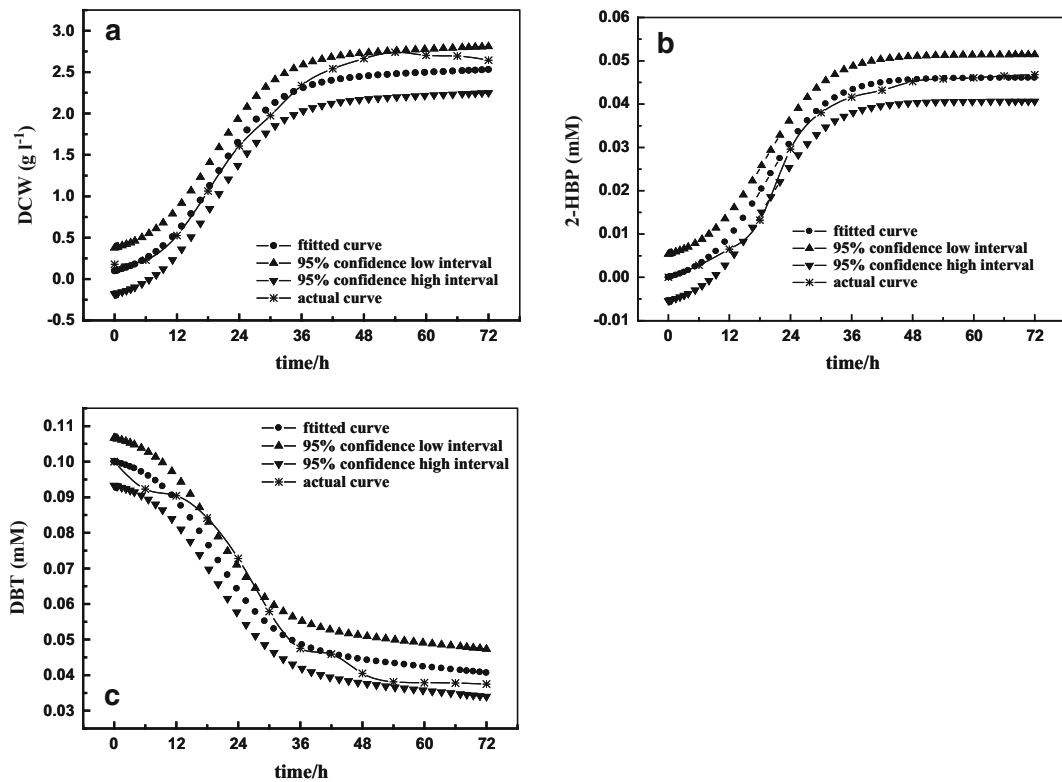 a
DCW (g l-1)
3.0
2.5
2.0
1.5
1.0
0.5
0.0
-0.5
ftitted curve
95% confidence low interval
95% confidence high interval
actual curve
0 12 24 36 48 60 72
time/h
b
2-HBP (mM)
0.06
0.05
0.04
0.03
0.02
0.01
0.00
-0.01
ftitted curve
95% confidence low interval
95% confidence high interval
actual curve
0 12 24 36 48 60 72
time/h
c
DBT (mM)
0.11
0.10
0.09
0.08
0.07
0.06
0.05
0.04
0.03
ftitted curve
95% confidence low interval
95% confidence high interval
actual curve
0 12 24 36 48 60 72
time/h